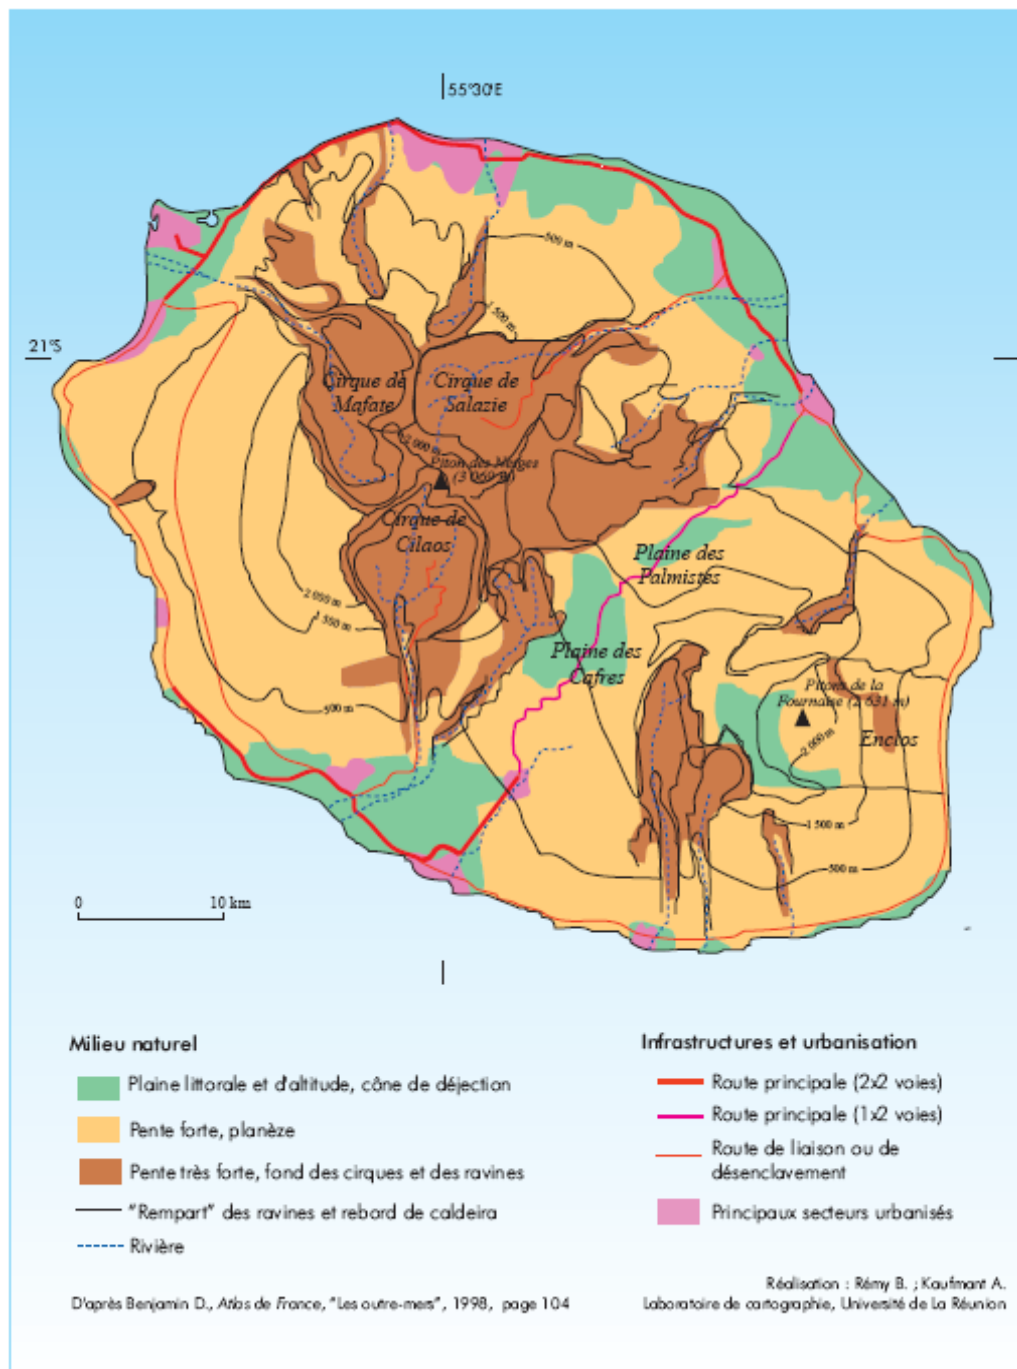 55°30'E
500 m
1 500 m
21°S
Cirque de
Mafate
Cirque de
Salazie
2 000 m
Piton des Neiges
(3 069 m)
Cirque de
Cilaos
Plaine des
Palmistes
2 000 m
1 500 m
Plaine des
Cafres
500 m
Pitons de la
Fournaise (2 631 m)
Enclos
2 000 m
1 500 m
500 m
0 10 km
Milieu naturel
Plaine littorale et d'altitude, cône de déjection
Pente forte, planèze
Pente très forte, fond des cirques et des ravines
"Rempart" des ravines et rebord de caldeira
Rivière
Infrastructures et urbanisation
Route principale (2x2 voies)
Route principale (1x2 voies)
Route de liaison ou de
désenclavement
Principaux secteurs urbanisés
D'après Benjamin D., Atlas de France, "Les outre-mers", 1998, page 104
Réalisation : Rémy B. ; Kaufmant A.
Laboratoire de cartographie, Université de La Réunion